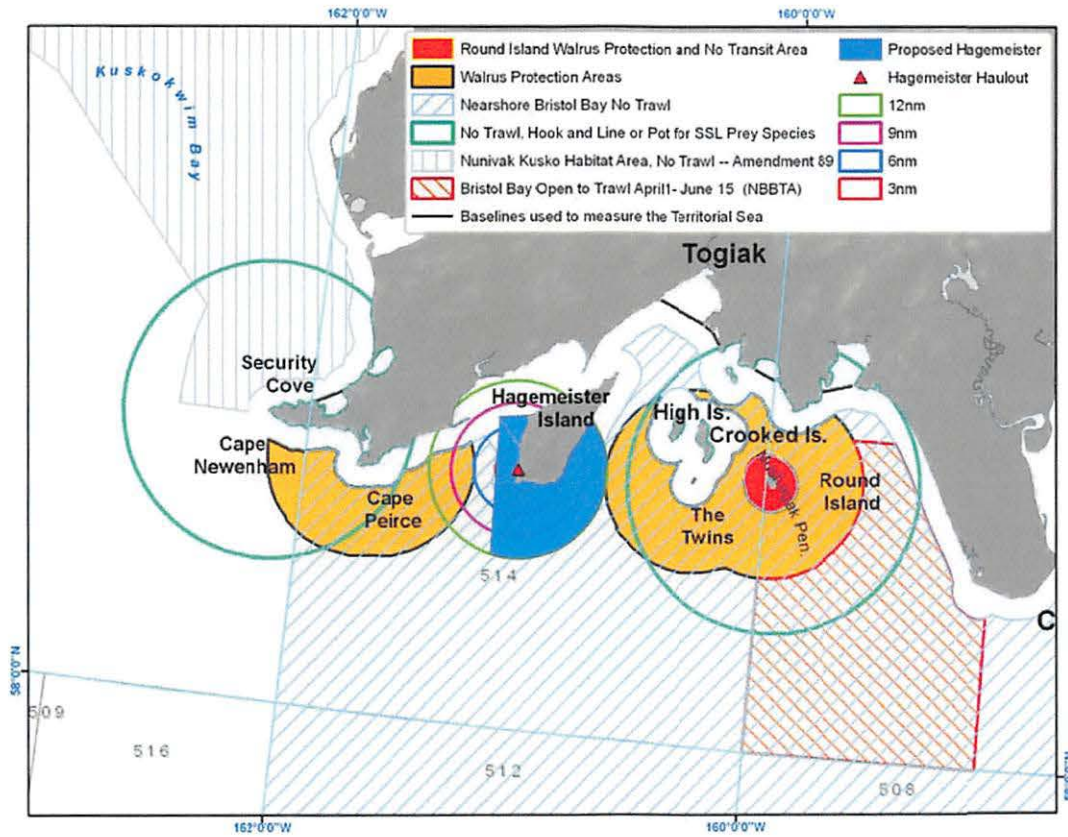 162°0'0"W
160°0'0"W
Kuskokwim Bay
Round Island Walrus Protection and No Transit Area
Walrus Protection Areas
Nearshore Bristol Bay No Trawl
No Trawl, Hook and Line or Pot for SSL Prey Species
Nunivak Kusko Habitat Area, No Trawl -- Amendment 89
Bristol Bay Open to Trawl April1- June 15 (NBBTA)
Baselines used to measure the Territorial Sea
Proposed Hagemeister
Hagemeister Haulout
12nm
9nm
6nm
3nm
Togiak
Security
Cove
Hagemeister
Island
High Is.
Crooked Is.
Cape
Newenham
Cape
Peirce
Round
Island
The
Twins
Pen.
514
58°0'0"N
509
516
512
508
C
162°0'0"W
160°0'0"W